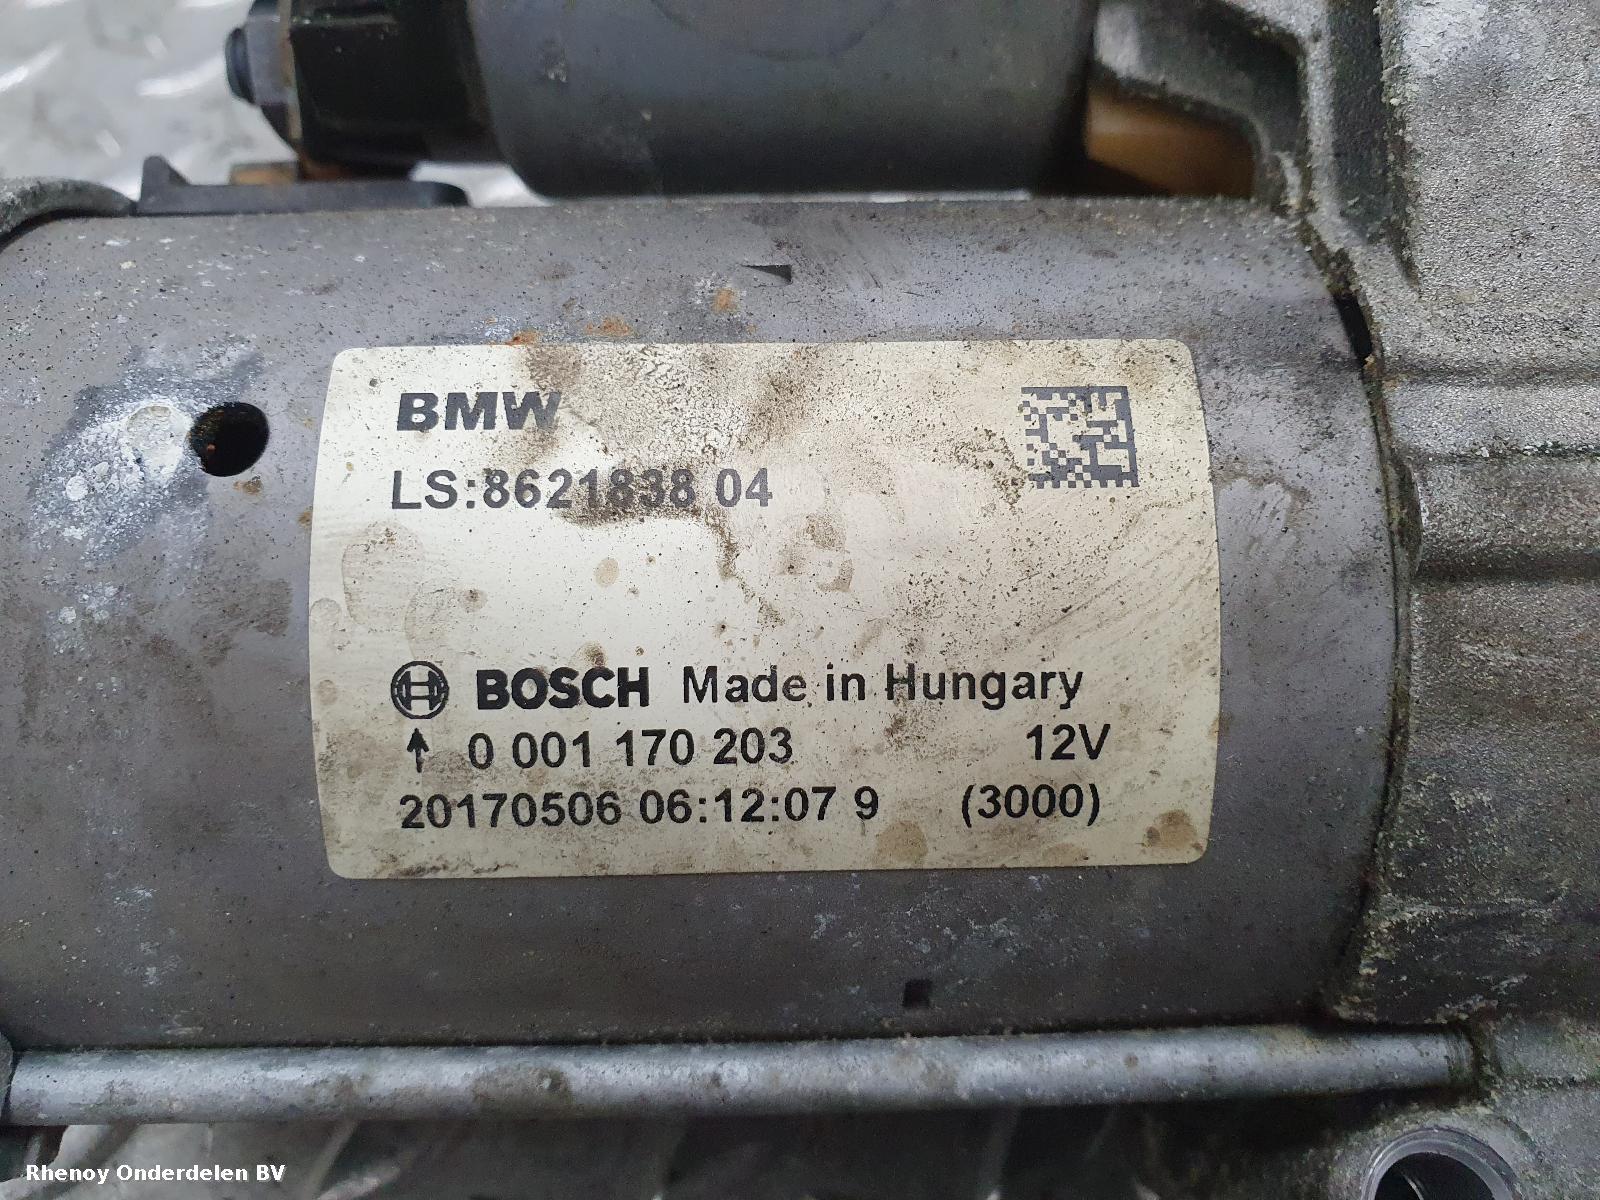 BMW
LS:8621838 04
BOSCH Made in Hungary
↑ 0 001 170 203 12V
20170506 06:12:07 9 (3000)
Rhenoy Onderdelen BV